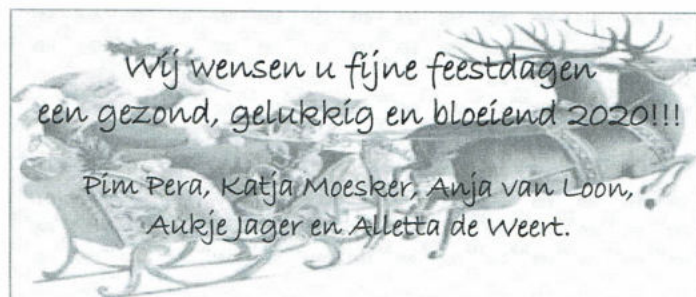 Wij wensen u fijne feestdagen
een gezond, gelukkig en bloeiend 2020!!!
Pim Pera, Katja Moesker, Anja van Loon,
Aukje Jager en Alletta de Weert.